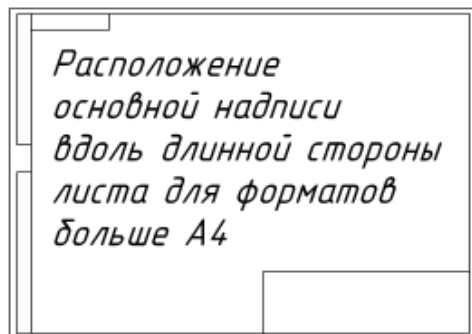 Расположение
основной надписи
вдоль длинной стороны
листа для форматов
больше А4